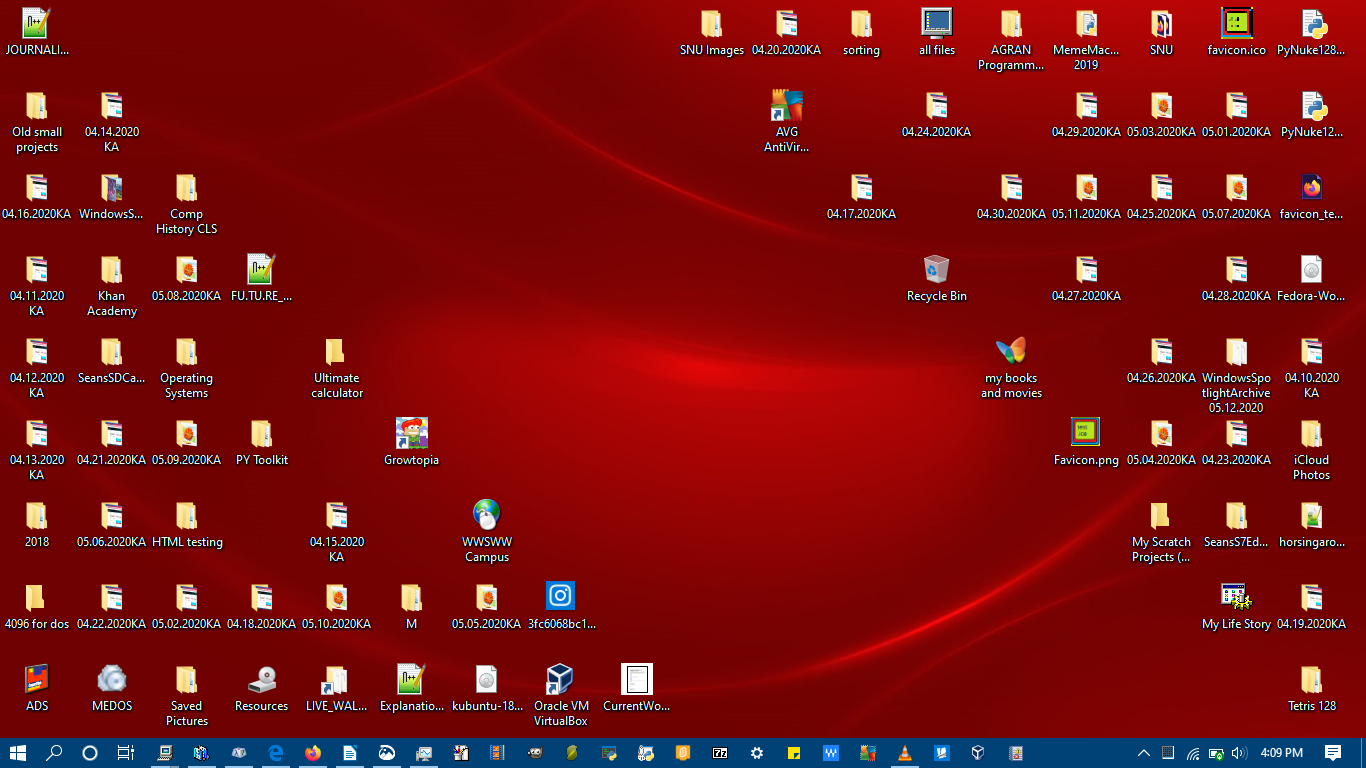 JOURNALI...
SNU Images
04.20.2020KA
sorting
all files
AGRAN
Programm...
MemeMac...
2019
SNU
favicon.ico
PyNuke128...
Old small
projects
04.14.2020
KA
AVG
AntiVir...
04.24.2020KA
04.29.2020KA
05.03.2020KA
05.01.2020KA
PyNuke12...
04.16.2020KA
WindowsS...
Comp
History CLS
04.17.2020KA
04.30.2020KA
05.11.2020KA
04.25.2020KA
05.07.2020KA
favicon_te...
04.11.2020
KA
Khan
Academy
05.08.2020KA
FU.TU.RE_...
Recycle Bin
04.27.2020KA
04.28.2020KA
Fedora-Wo...
04.12.2020
KA
SeansSDCa...
Operating
Systems
Ultimate
calculator
my books
and movies
04.26.2020KA
WindowsSpo
tlightArchive
05.12.2020
04.10.2020
KA
04.13.2020
KA
04.21.2020KA
05.09.2020KA
PY Toolkit
Growtopia
Favicon.png
05.04.2020KA
04.23.2020KA
iCloud
Photos
2018
05.06.2020KA
HTML testing
04.15.2020
KA
WWSWW
Campus
My Scratch
Projects (...
SeansS7Ed...
horsingaro...
4096 for dos
04.22.2020KA
05.02.2020KA
04.18.2020KA
05.10.2020KA
M
05.05.2020KA
3fc6068bc1...
My Life Story
04.19.2020KA
ADS
MEDOS
Saved
Pictures
Resources
LIVE_WAL...
Explanatio...
kubuntu-18...
Oracle VM
VirtualBox
CurrentWo...
Tetris 128
4:09 PM